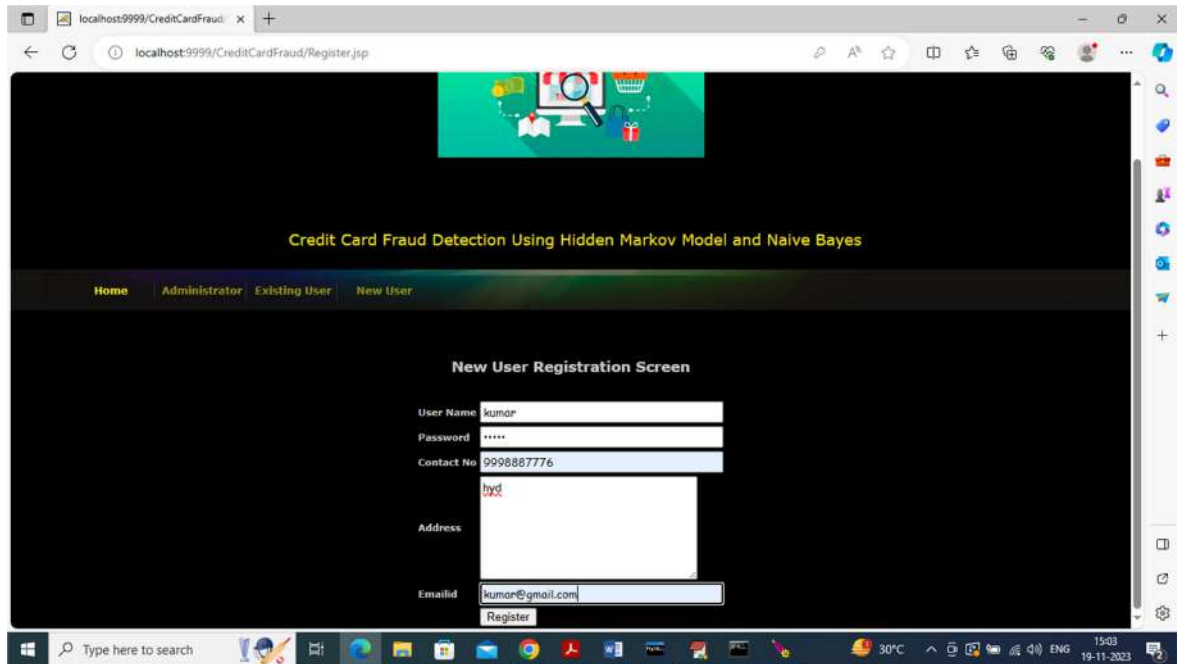 localhost:9999/CreditCardFraud/
localhost:9999/CreditCardFraud/Register.jsp
Credit Card Fraud Detection Using Hidden Markov Model and Naive Bayes
Home Administrator Existing User New User
New User Registration Screen
User Name kumar
Password •••••
Contact No 9998887776
Address hyd
Emailid kumar@gmail.com
Register
Type here to search 30°C ENG 15:03
19-11-2023